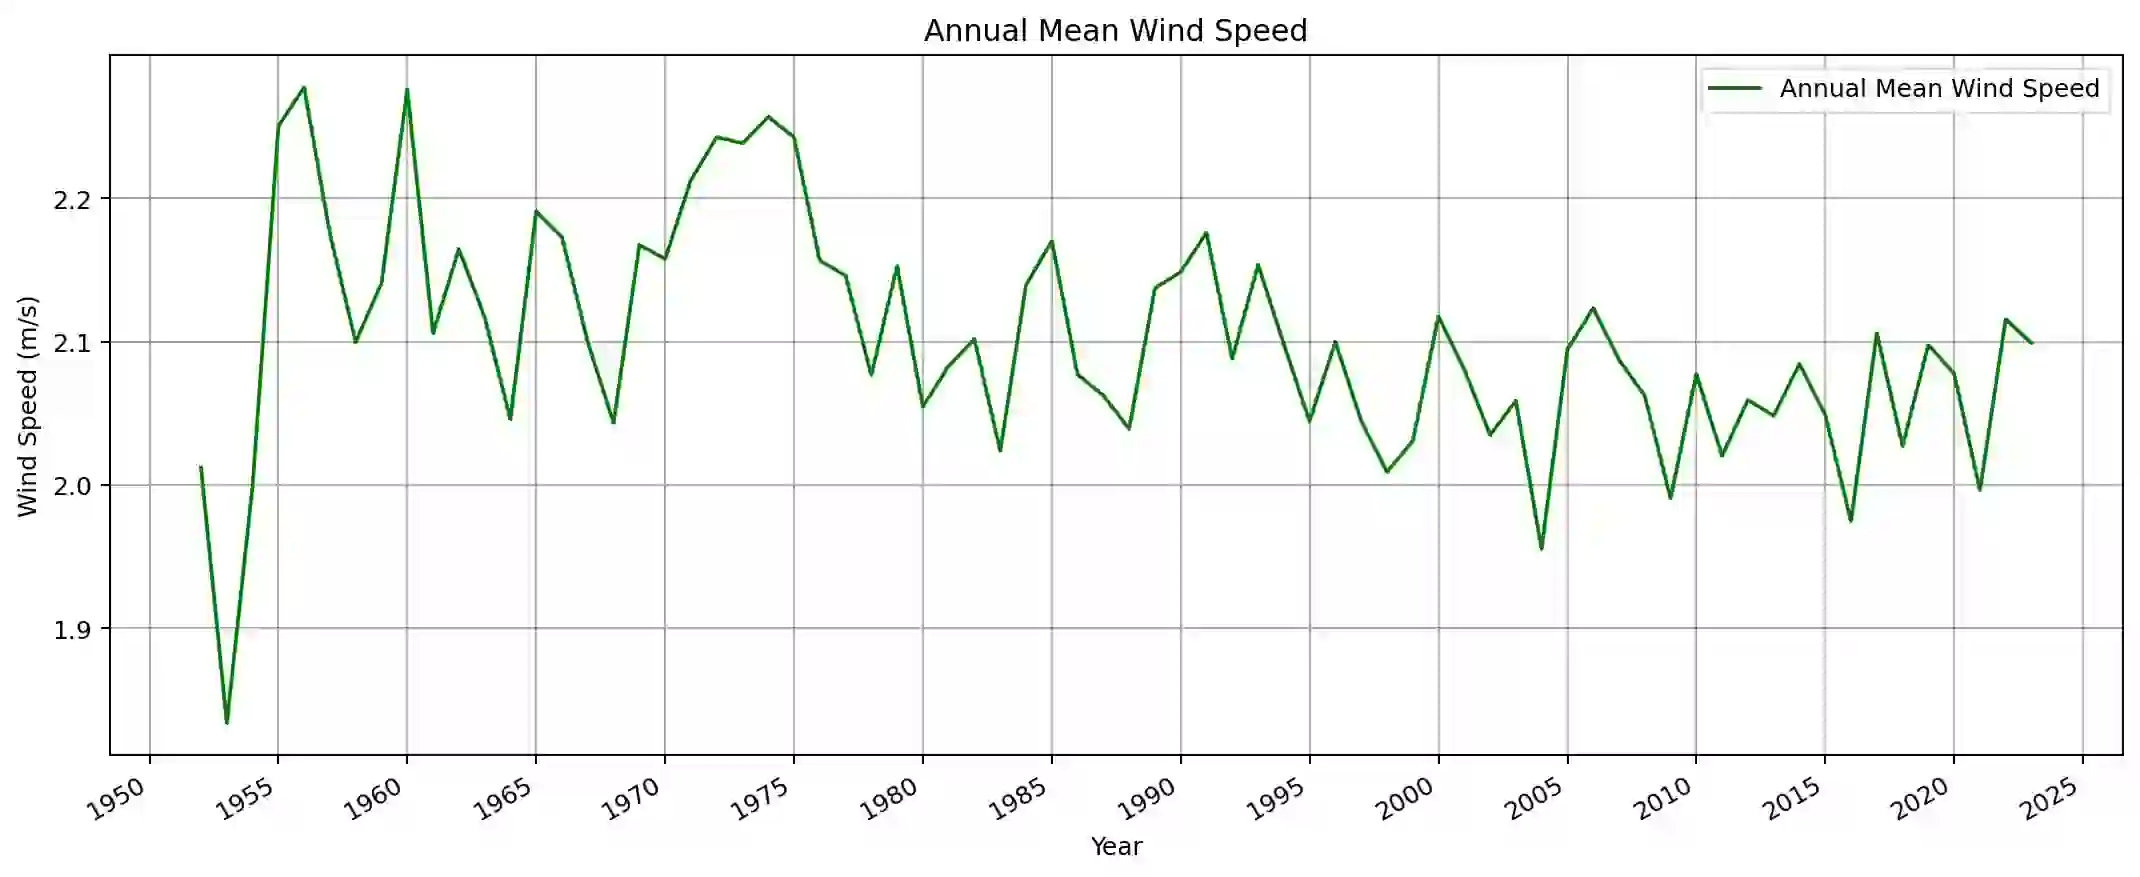 Annual Mean Wind Speed
Annual Mean Wind Speed
2.2
2.1
2.0
1.9
Wind Speed (m/s)
1950 1955 1960 1965 1970 1975 1980 1985 1990 1995 2000 2005 2010 2015 2020 2025
Year